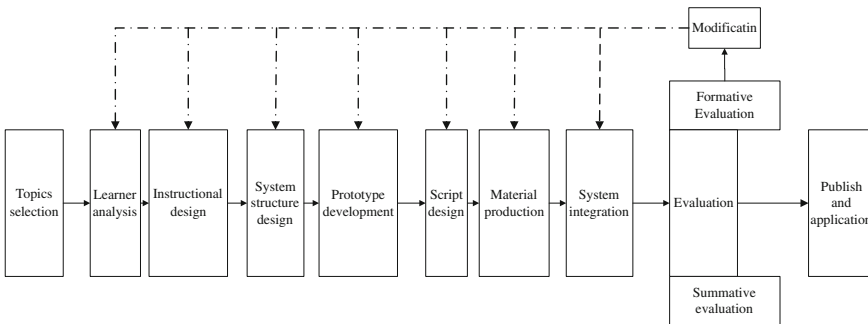 Modificatin
Formative
Evaluation
Topics
selection
Learner
analysis
Instructional
design
System
structure
design
Prototype
development
Script
design
Material
production
System
integration
Evaluation
Publish
and
application
Summative
evaluation